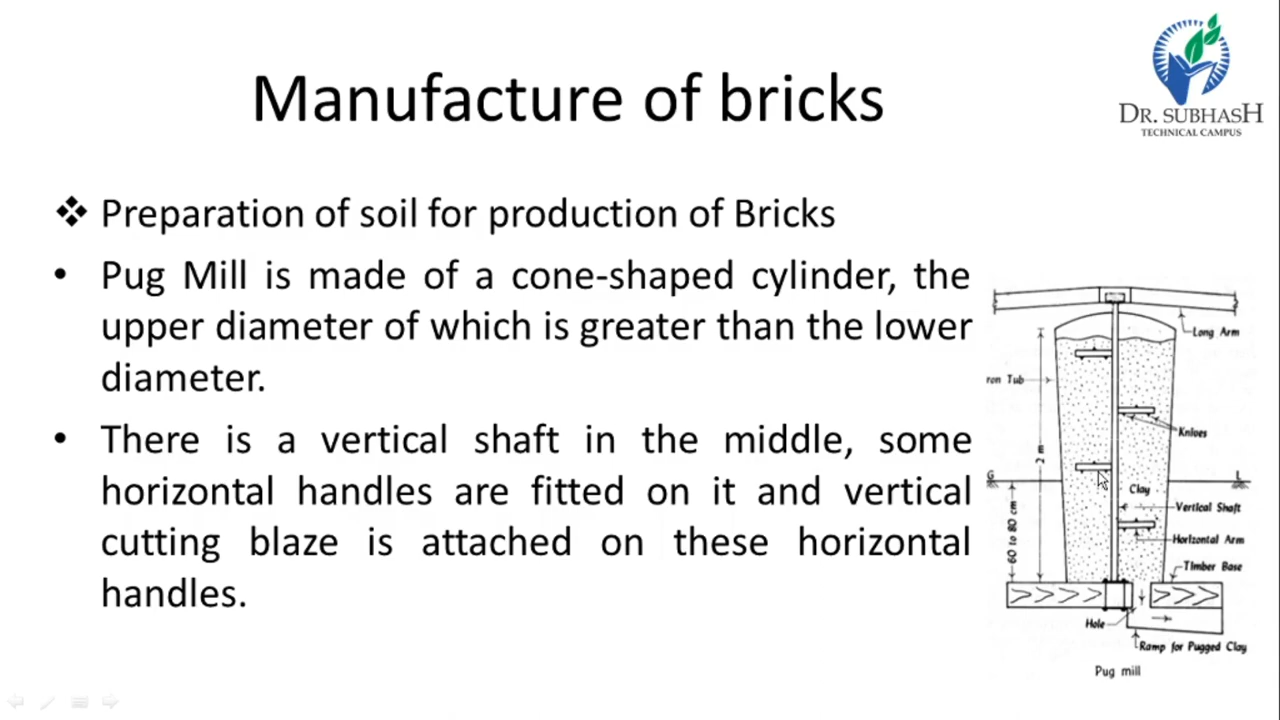 DR. SUBHASH
TECHNICAL CAMPUS
Manufacture of bricks
❖ Preparation of soil for production of Bricks
• Pug Mill is made of a cone-shaped cylinder, the
upper diameter of which is greater than the lower
diameter.
• There is a vertical shaft in the middle, some
horizontal handles are fitted on it and vertical
cutting blaze is attached on these horizontal
handles.
Long Arm
ron Tub
Knioes
2 m
G
L
Clay
Vertical Shaft
60 to 80 cm
Horizontal Arm
Timber Base
Hole
Ramp for Pugged Clay
Pug mill